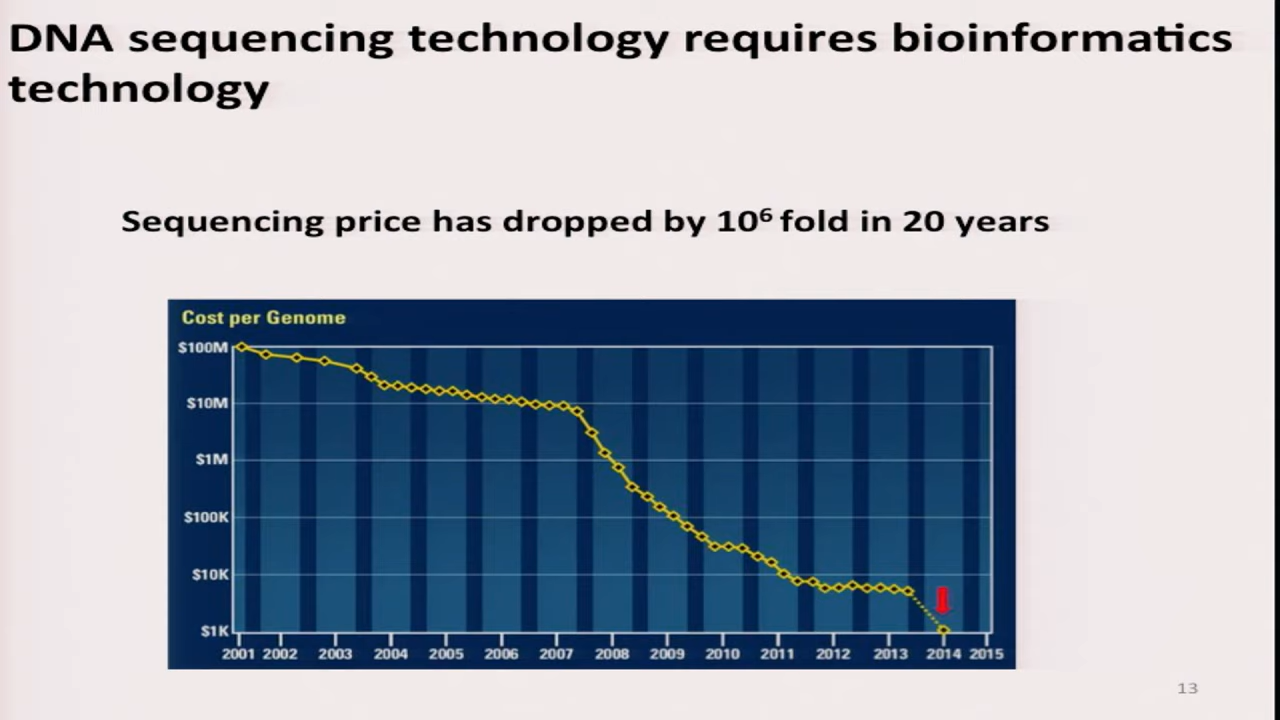 DNA sequencing technology requires bioinformatics
technology
Sequencing price has dropped by 10⁶ fold in 20 years
Cost per Genome
$100M
$10M
$1M
$100K
$10K
$1K
2001 2002 2003 2004 2005 2006 2007 2008 2009 2010 2011 2012 2013 2014 2015
13